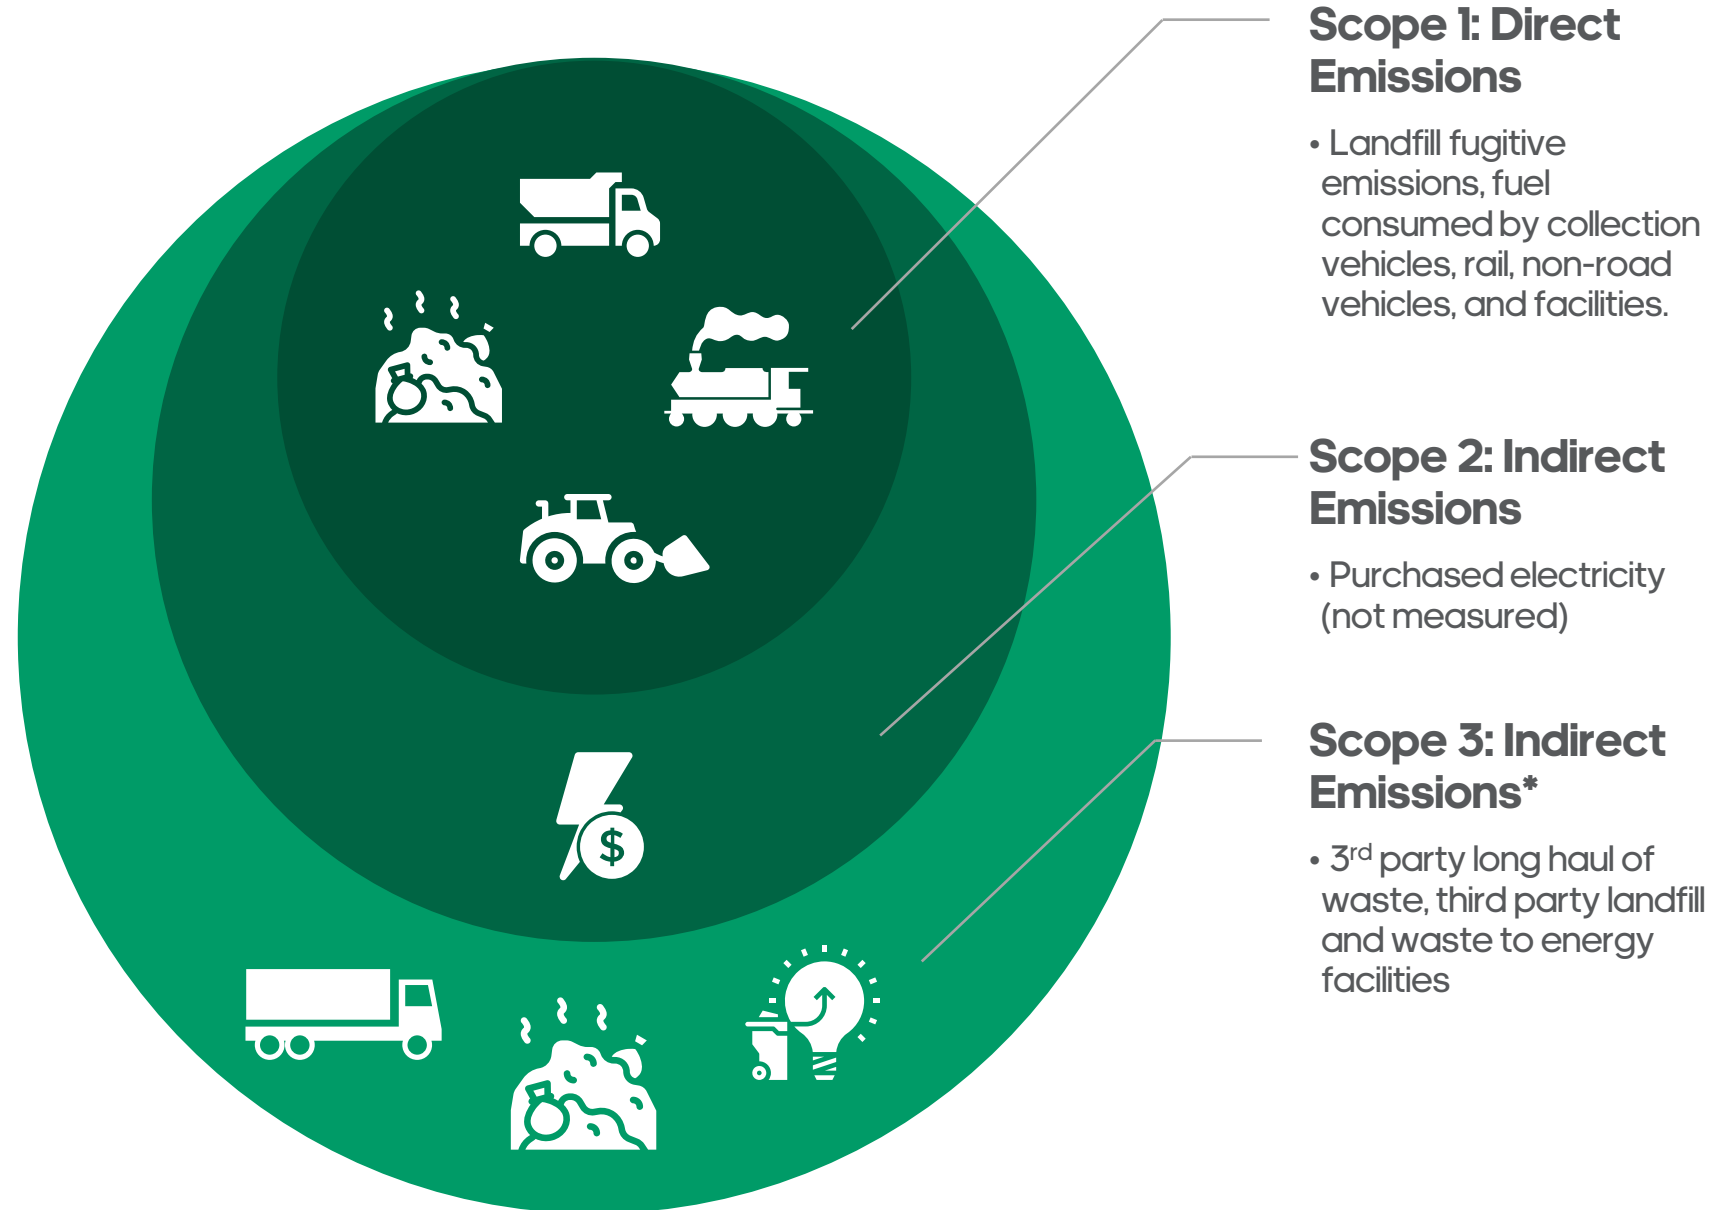 Scope 1: Direct
Emissions
• Landfill fugitive
emissions, fuel
consumed by collection
vehicles, rail, non-road
vehicles, and facilities.
Scope 2: Indirect
Emissions
• Purchased electricity
(not measured)
Scope 3: Indirect
Emissions*
• 3rd party long haul of
waste, third party landfill
and waste to energy
facilities
$